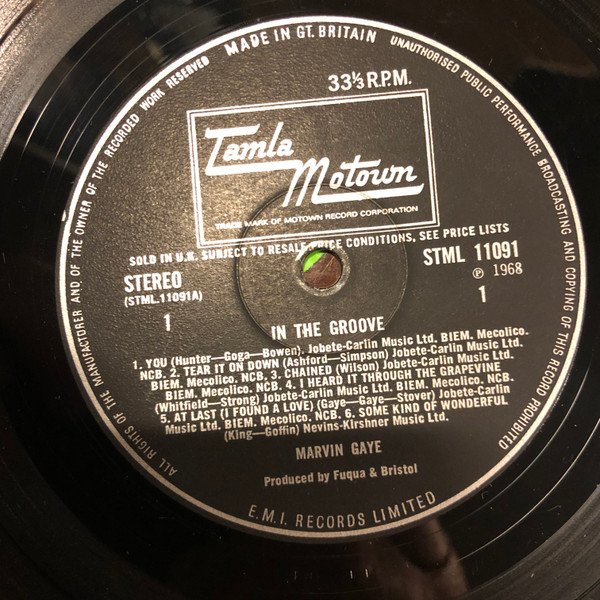 MADE IN GT. BRITAIN
UNAUTHORISED PUBLIC PERFORMANCE BROADCASTING AND COPYING OF THIS RECORD PROHIBITED
ALL RIGHTS OF THE MANUFACTURER AND OF THE OWNER OF THE RECORDED WORK RESERVED
33⅓ R.P.M.
Tamla
Motown
TRADE MARK OF MOTOWN RECORD CORPORATION
SOLD IN U.K. SUBJECT TO RESALE PRICE CONDITIONS, SEE PRICE LISTS
STEREO
(STML.11091A)
1
STML 11091
℗ 1968
1
IN THE GROOVE
1. YOU (Hunter—Goga—Bowen). Jobete-Carlin Music Ltd. BIEM. Mecolico.
NCB. 2. TEAR IT ON DOWN (Ashford—Simpson) Jobete-Carlin Music Ltd.
BIEM. Mecolico. NCB. 3. CHAINED (Wilson) Jobete-Carlin Music Ltd.
BIEM. Mecolico. NCB. 4. I HEARD IT THROUGH THE GRAPEVINE
(Whitfield—Strong) Jobete-Carlin Music Ltd. BIEM. Mecolico. NCB.
5. AT LAST (I FOUND A LOVE) (Gaye—Gaye—Stover) Jobete-Carlin
Music Ltd. BIEM. Mecolico. NCB. 6. SOME KIND OF WONDERFUL
(King—Goffin) Nevins-Kirshner Music Ltd.
MARVIN GAYE
Produced by Fuqua & Bristol
E.M.I. RECORDS LIMITED